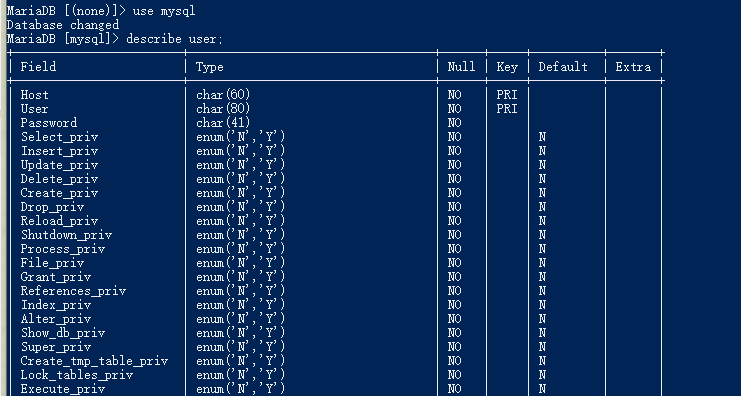 MariaDB [(none)]> use mysql
Database changed
MariaDB [mysql]> describe user;
Field | Type | Null | Key | Default | Extra
Host | char(60) | NO | PRI | | |
User | char(80) | NO | PRI | | |
Password | char(41) | NO | | | |
Select_priv | enum('N','Y') | NO | | N | |
Insert_priv | enum('N','Y') | NO | | N | |
Update_priv | enum('N','Y') | NO | | N | |
Delete_priv | enum('N','Y') | NO | | N | |
Create_priv | enum('N','Y') | NO | | N | |
Drop_priv | enum('N','Y') | NO | | N | |
Reload_priv | enum('N','Y') | NO | | N | |
Shutdown_priv | enum('N','Y') | NO | | N | |
Process_priv | enum('N','Y') | NO | | N | |
File_priv | enum('N','Y') | NO | | N | |
Grant_priv | enum('N','Y') | NO | | N | |
References_priv | enum('N','Y') | NO | | N | |
Index_priv | enum('N','Y') | NO | | N | |
Alter_priv | enum('N','Y') | NO | | N | |
Show_db_priv | enum('N','Y') | NO | | N | |
Super_priv | enum('N','Y') | NO | | N | |
Create_tmp_table_priv | enum('N','Y') | NO | | N | |
Lock_tables_priv | enum('N','Y') | NO | | N | |
Execute_priv | enum('N','Y') | NO | | N | |